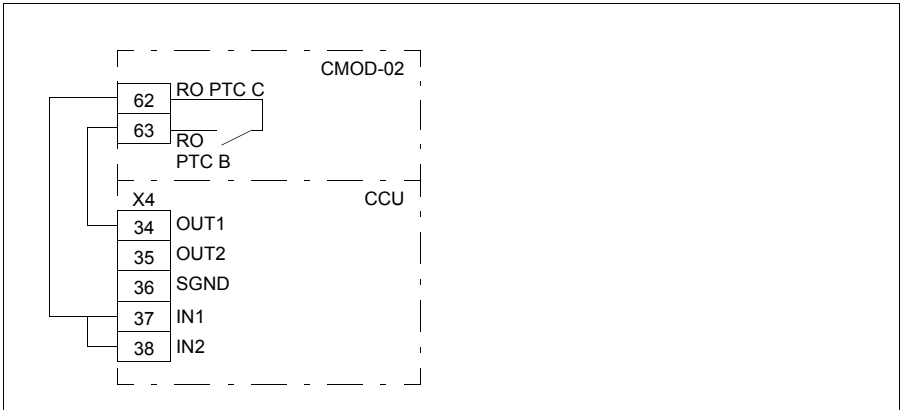 CMOD-02
62 RO PTC C
63
RO
PTC B
X4 CCU
34 OUT1
35 OUT2
36 SGND
37 IN1
38 IN2